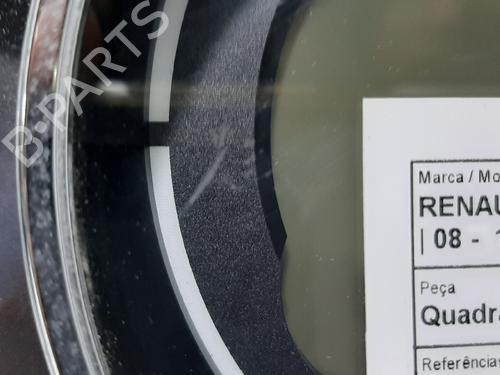 B-PARTS
Marca / Mo
RENAU
| 08 -
Peça
Quadra
Referências